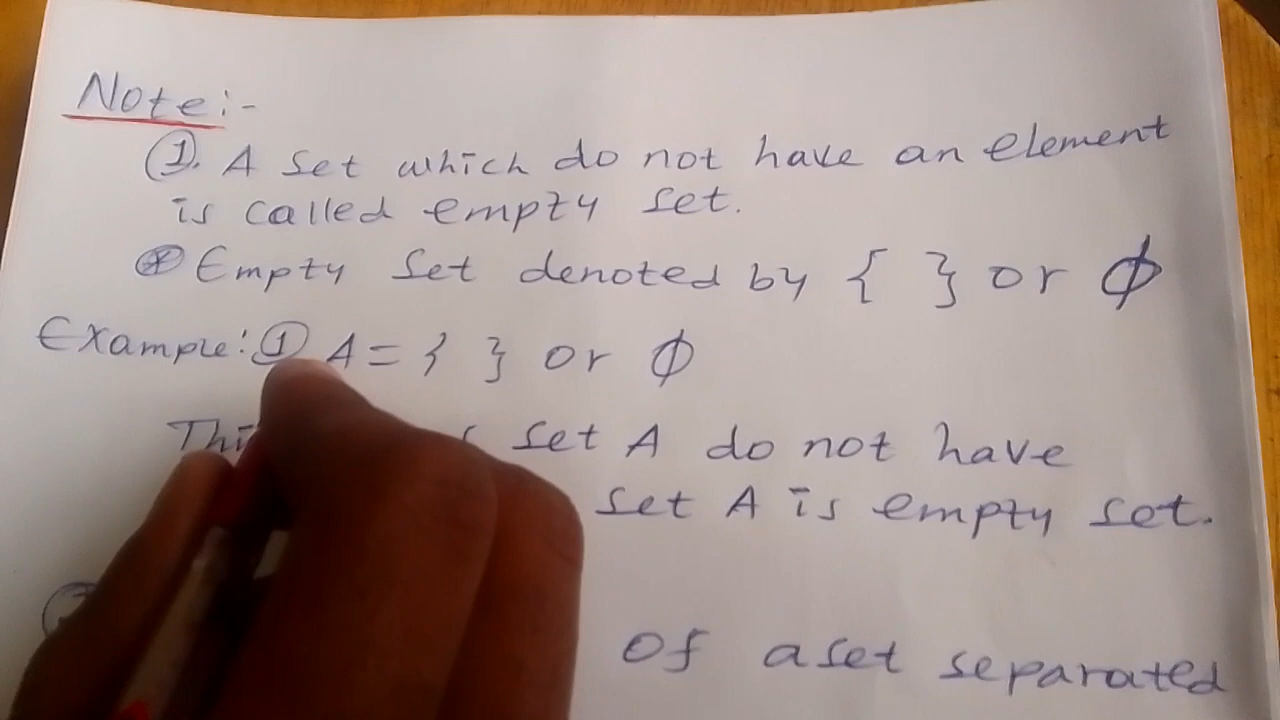 Note:-
①. A set which do not have an element
is called empty set.
⊛ Empty set denoted by { } or ϕ
Example: ① A = { } or ϕ
set A do not have
set A is empty set.
of a set separated